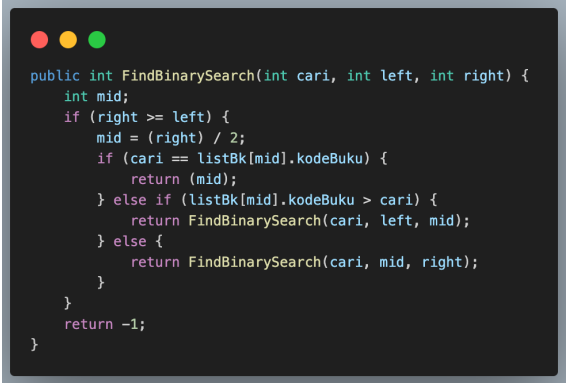 public int FindBinarySearch(int cari, int left, int right) {
    int mid;
    if (right >= left) {
        mid = (right) / 2;
        if (cari == listBk[mid].kodeBuku) {
            return (mid);
        } else if (listBk[mid].kodeBuku > cari) {
            return FindBinarySearch(cari, left, mid);
        } else {
            return FindBinarySearch(cari, mid, right);
        }
    }
    return -1;
}